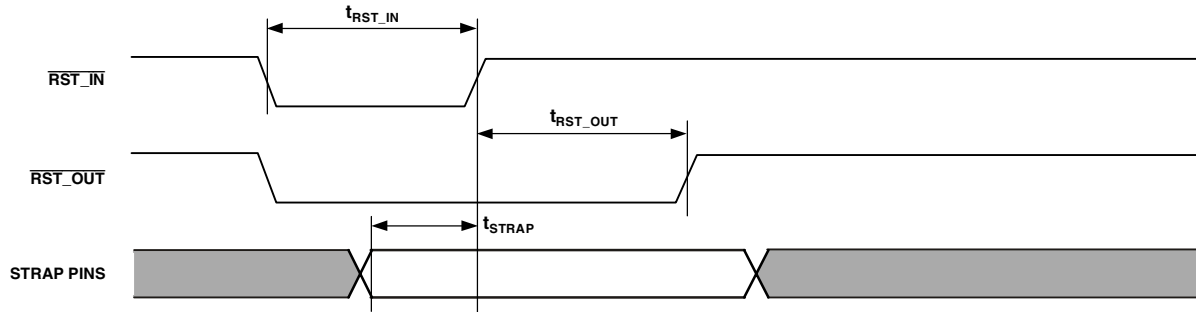 tRST_IN
RST_IN
tRST_OUT
RST_OUT
tSTRAP
STRAP PINS